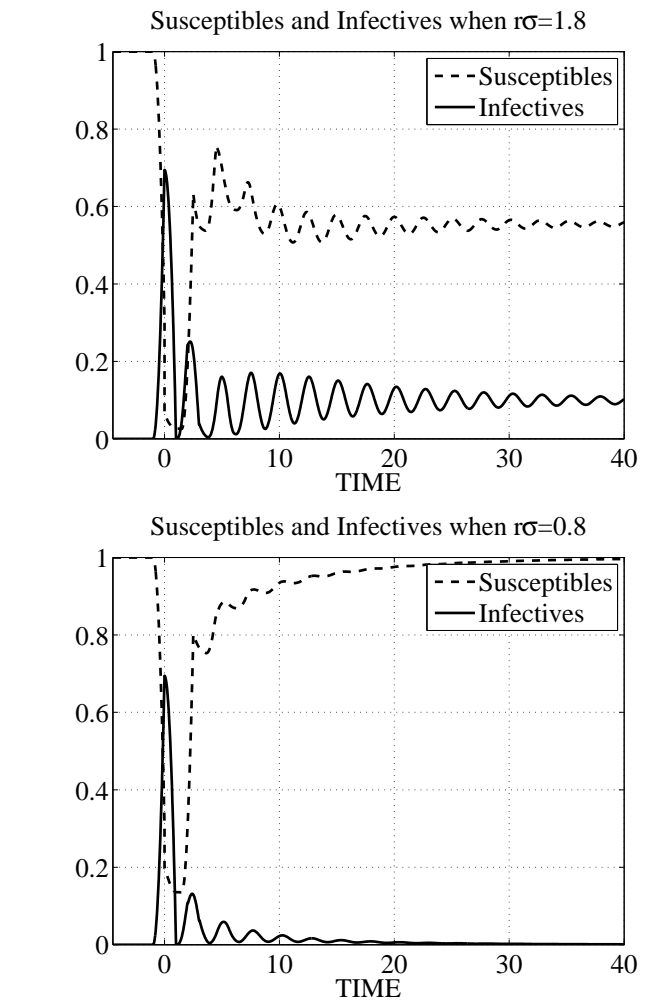 Susceptibles and Infectives when rσ=1.8
1
0.8
0.6
0.4
0.2
0
Susceptibles
Infectives
0 10 20 30 40
TIME
Susceptibles and Infectives when rσ=0.8
1
0.8
0.6
0.4
0.2
0
Susceptibles
Infectives
0 10 20 30 40
TIME